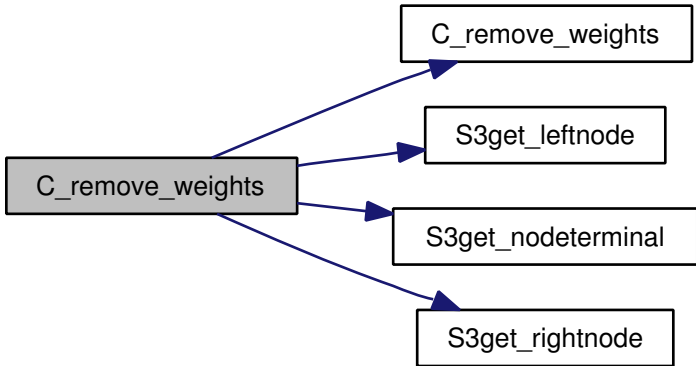 C_remove_weights
C_remove_weights
S3get_leftnode
S3get_nodeterminal
S3get_rightnode